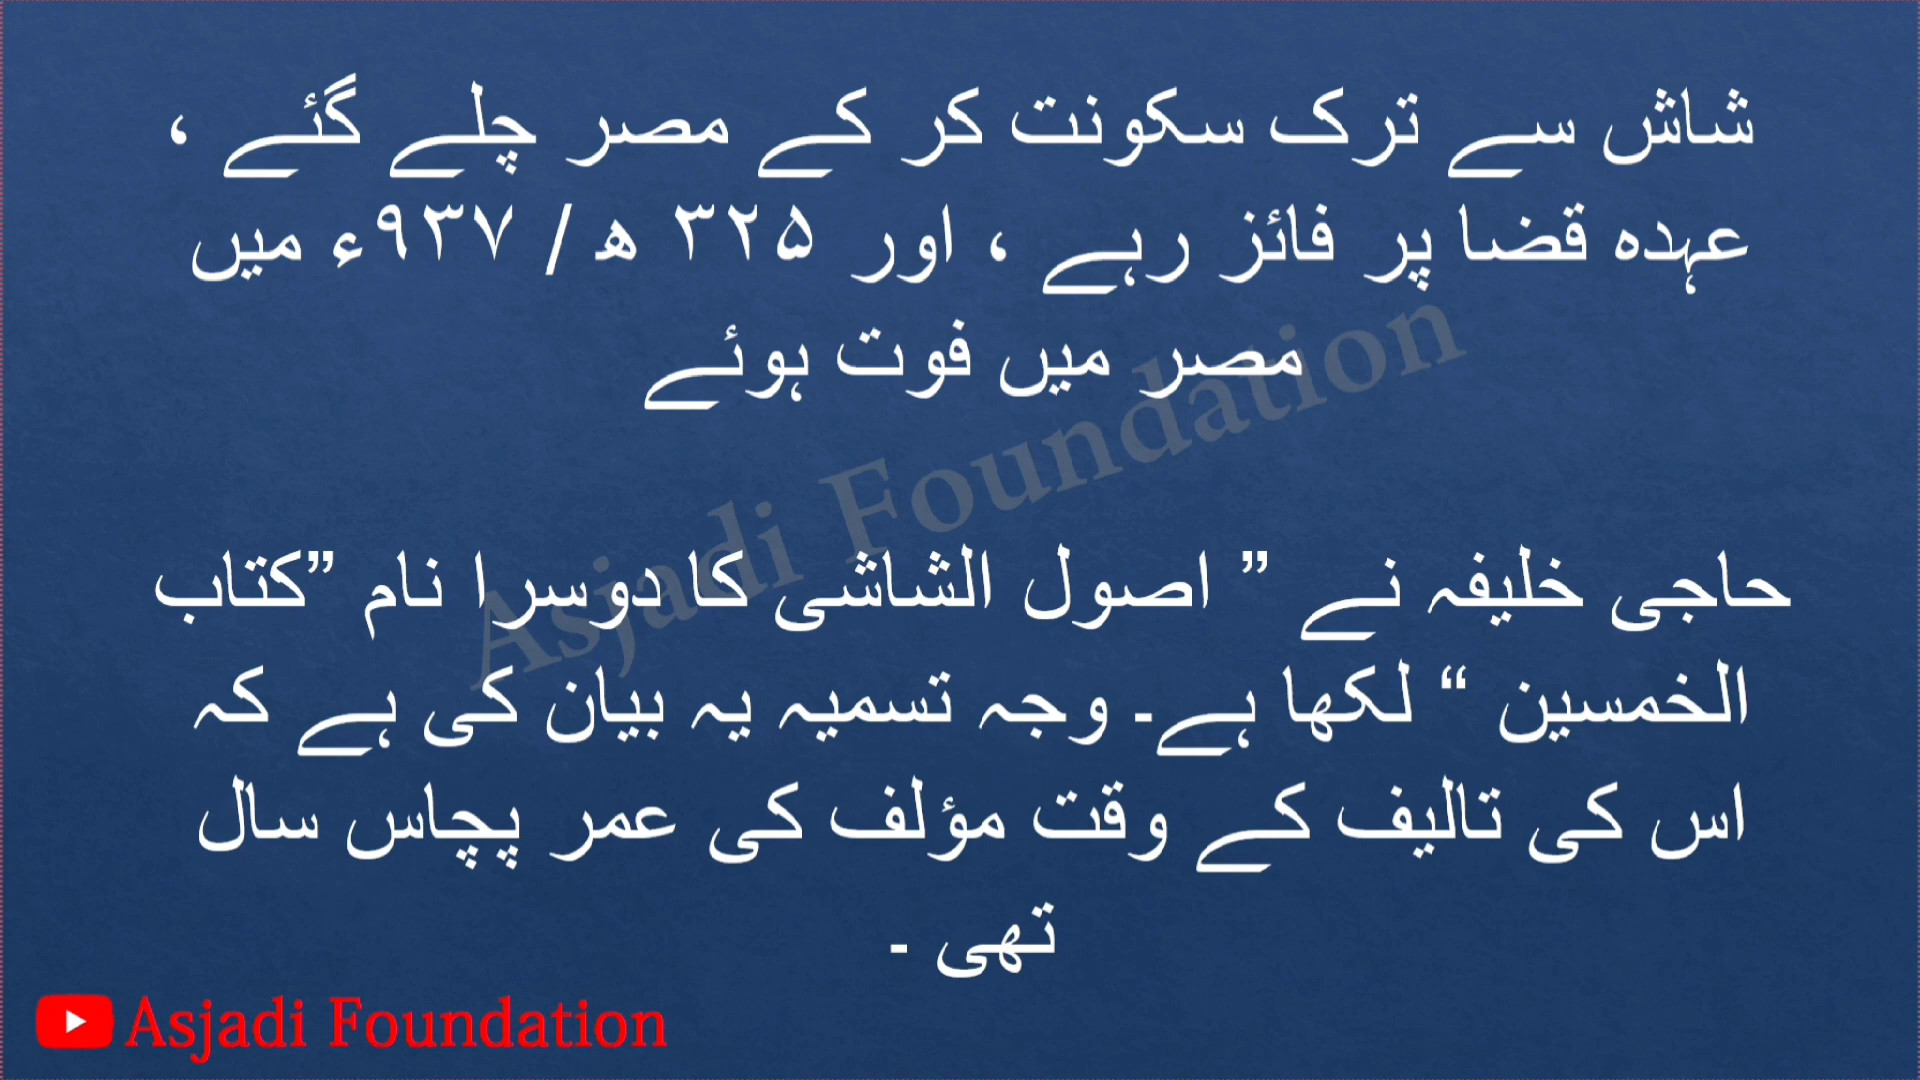 شاش سے ترک سکونت کر کے مصر چلے گئے ،
عہدہ قضا پر فائز رہے ، اور ۳۲۵ ھ / ۹۳۷ء میں
مصر میں فوت ہوئے
حاجی خلیفہ نے ” اصول الشاشی کا دوسرا نام ”کتاب
الخمسین “ لکھا ہے۔ وجہ تسمیہ یہ بیان کی ہے کہ
اس کی تالیف کے وقت مؤلف کی عمر پچاس سال
تھی ۔
Asjadi Foundation
Asjadi Foundation